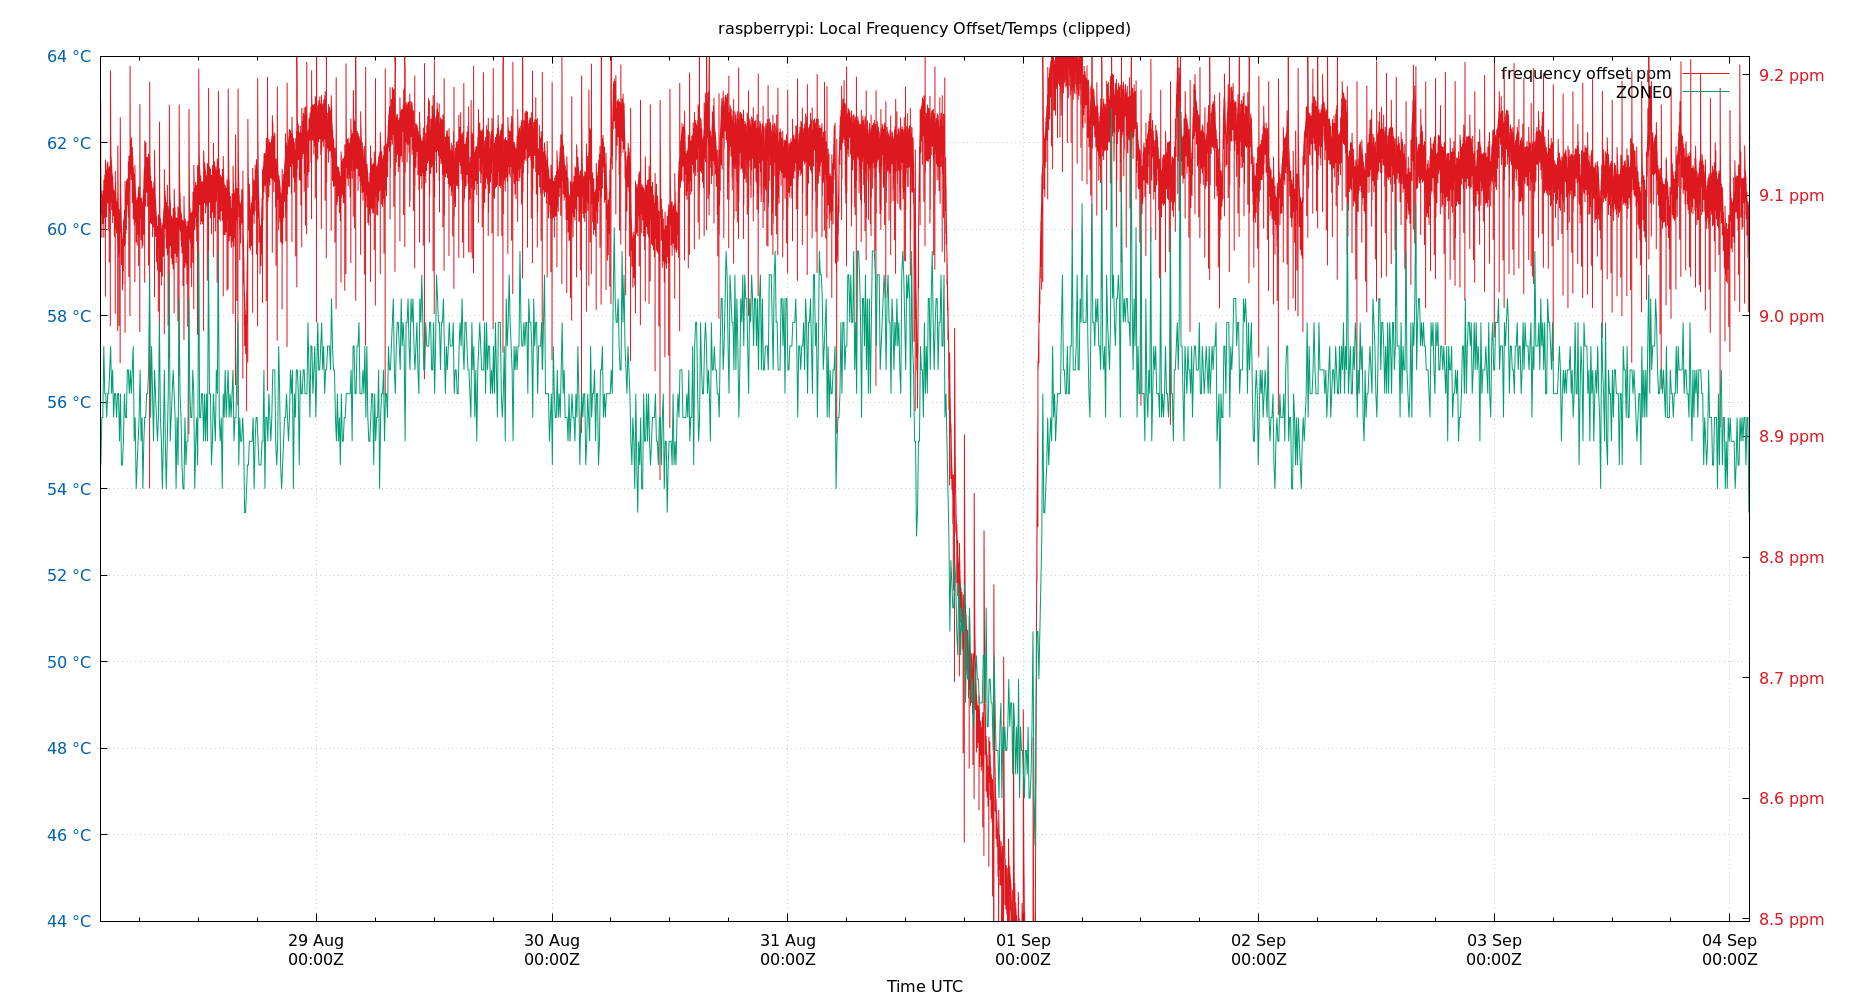 raspberrypi: Local Frequency Offset/Temps (clipped)
64 °C
62 °C
60 °C
58 °C
56 °C
54 °C
52 °C
50 °C
48 °C
46 °C
44 °C
9.2 ppm
9.1 ppm
9.0 ppm
8.9 ppm
8.8 ppm
8.7 ppm
8.6 ppm
8.5 ppm
frequency offset ppm
ZONE0
29 Aug
00:00Z
30 Aug
00:00Z
31 Aug
00:00Z
01 Sep
00:00Z
02 Sep
00:00Z
03 Sep
00:00Z
04 Sep
00:00Z
Time UTC